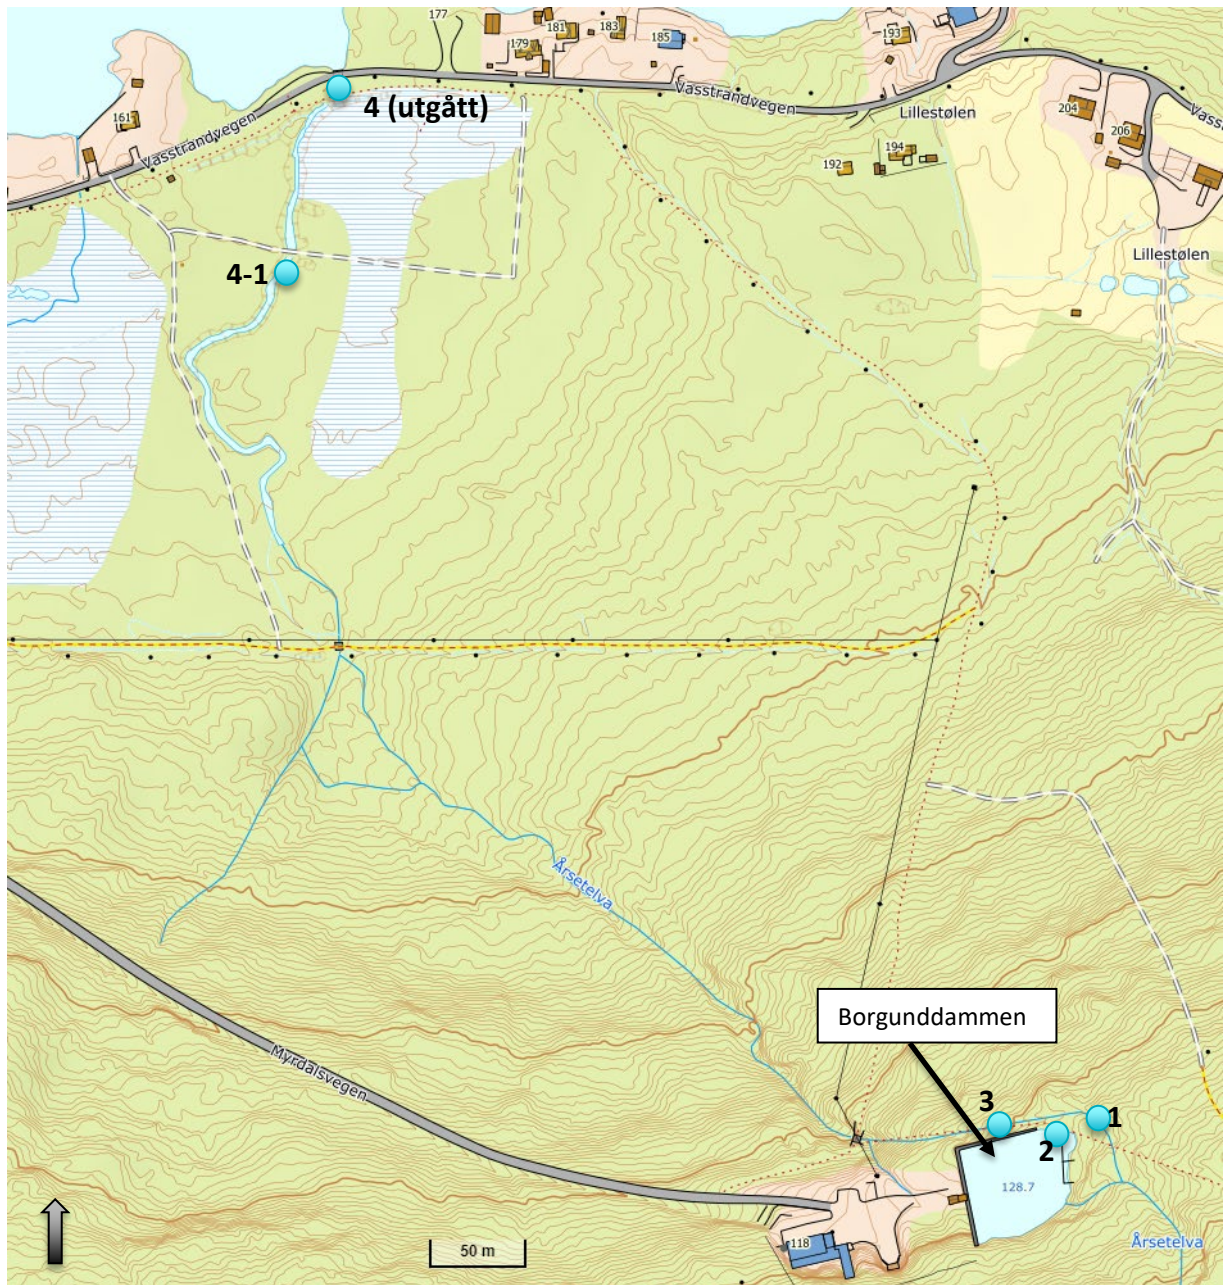 177
181
183
179
185
193
4 (utgått)
Vasstrandvegen
Lillestølen
204
206
161
Vasstrandvegen
192
194
Lillestølen
4-1
Årsetelva
Borgunddammen
Myrdalsvegen
3
1
2
128.7
118
50 m
Årsetelva